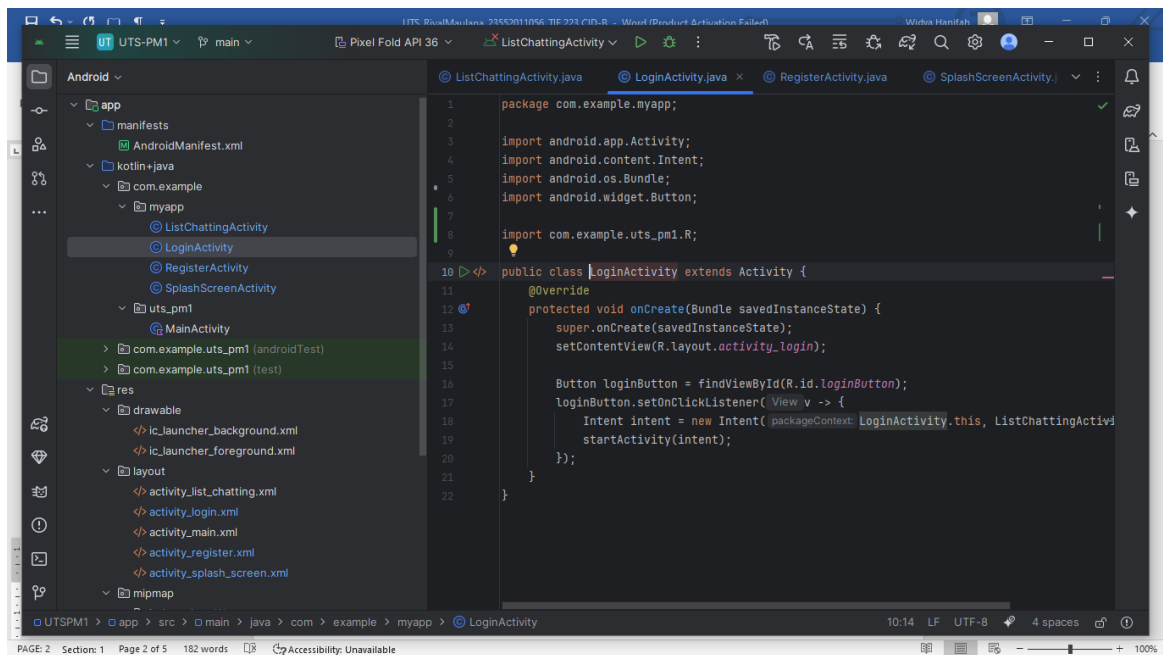 UTS_RivalMaulana_23552011056_TIF 223 CID-B - Word (Product Activation Failed)
Widya Hanifah
UT UTS-PM1
main
Pixel Fold API 36
ListChattingActivity
Android
ListChattingActivity.java
LoginActivity.java
RegisterActivity.java
SplashScreenActivity.j
app
manifests
AndroidManifest.xml
kotlin+java
com.example
myapp
ListChattingActivity
LoginActivity
RegisterActivity
SplashScreenActivity
uts_pm1
MainActivity
com.example.uts_pm1 (androidTest)
com.example.uts_pm1 (test)
res
drawable
ic_launcher_background.xml
ic_launcher_foreground.xml
layout
activity_list_chatting.xml
activity_login.xml
activity_main.xml
activity_register.xml
activity_splash_screen.xml
mipmap
1 package com.example.myapp;
2
3 import android.app.Activity;
4 import android.content.Intent;
5 import android.os.Bundle;
6 import android.widget.Button;
7
8 import com.example.uts_pm1.R;
9
10 public class LoginActivity extends Activity {
11 @Override
12 protected void onCreate(Bundle savedInstanceState) {
13 super.onCreate(savedInstanceState);
14 setContentView(R.layout.activity_login);
15
16 Button loginButton = findViewById(R.id.loginButton);
17 loginButton.setOnClickListener( View v -> {
18 Intent intent = new Intent( packageContext: LoginActivity.this, ListChattingActivi
19 startActivity(intent);
20 });
21 }
22 }
UTSPM1 > app > src > main > java > com > example > myapp > LoginActivity
10:14 LF UTF-8 4 spaces
PAGE: 2 Section: 1 Page 2 of 5 182 words Accessibility: Unavailable
100%